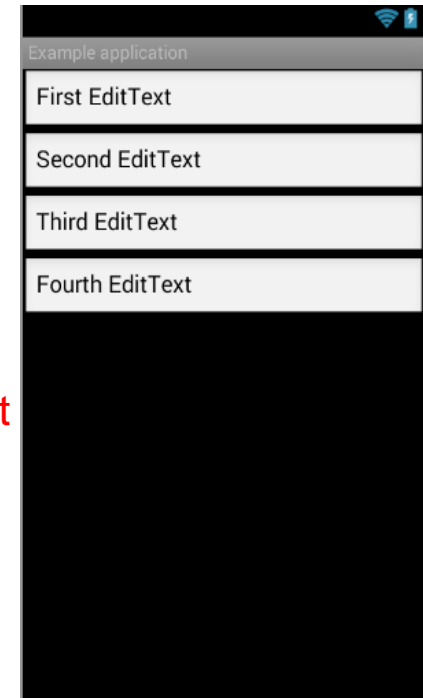 Example application
First EditText
Second EditText
Third EditText
Fourth EditText
t